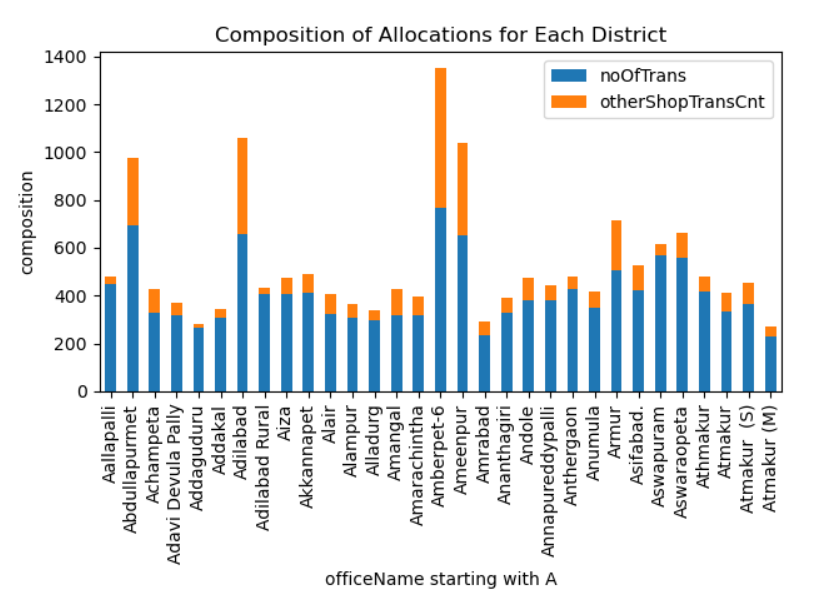 Composition of Allocations for Each District
1400
1200
1000
800
600
400
200
0
composition
noOfTrans
otherShopTransCnt
Aallapalli
Abdullapurmet
Achampeta
Adavi Devula Pally
Addaguduru
Addakal
Adilabad
Adilabad Rural
Aiza
Akkannapet
Alair
Alampur
Alladurg
Amangal
Amarachintha
Amberpet-6
Ameenpur
Amrabad
Ananthagiri
Andole
Annapureddypalli
Anthergaon
Anumula
Armur
Asifabad.
Aswapuram
Aswaraopeta
Athmakur
Atmakur
Atmakur  (S)
Atmakur (M)
officeName starting with A